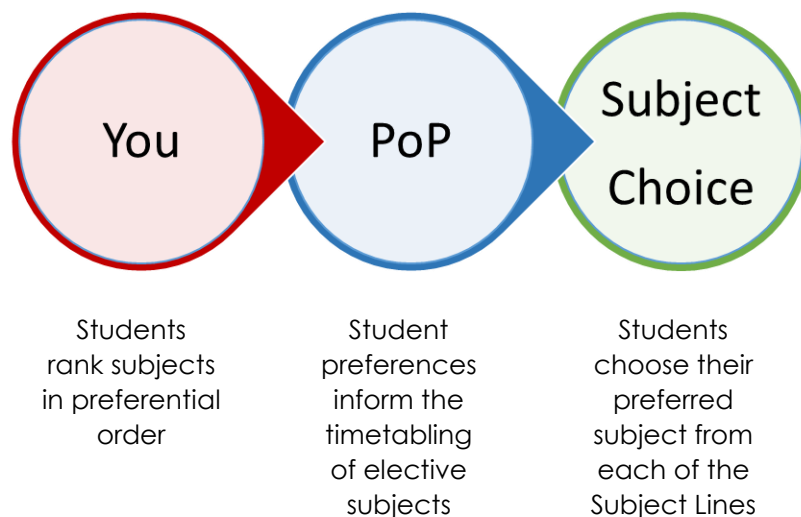 You
PoP
Subject
Choice
Students
rank subjects
in preferential
order
Student
preferences
inform the
timetabling
of elective
subjects
Students
choose their
preferred
subject from
each of the
Subject Lines